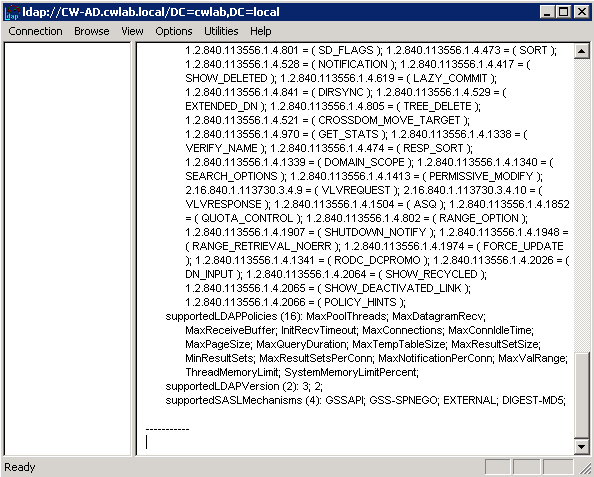 ldap://CW-AD.cwlab.local/DC=cwlab,DC=local
Connection Browse View Options Utilities Help
1.2.840.113556.1.4.801 = ( SD_FLAGS ); 1.2.840.113556.1.4.473 = ( SORT );
1.2.840.113556.1.4.528 = ( NOTIFICATION ); 1.2.840.113556.1.4.417 = (
SHOW_DELETED ); 1.2.840.113556.1.4.619 = ( LAZY_COMMIT );
1.2.840.113556.1.4.841 = ( DIRSYNC ); 1.2.840.113556.1.4.529 = (
EXTENDED_DN ); 1.2.840.113556.1.4.805 = ( TREE_DELETE );
1.2.840.113556.1.4.521 = ( CROSSDOM_MOVE_TARGET );
1.2.840.113556.1.4.970 = ( GET_STATS ); 1.2.840.113556.1.4.1338 = (
VERIFY_NAME ); 1.2.840.113556.1.4.474 = ( RESP_SORT );
1.2.840.113556.1.4.1339 = ( DOMAIN_SCOPE ); 1.2.840.113556.1.4.1340 = (
SEARCH_OPTIONS ); 1.2.840.113556.1.4.1413 = ( PERMISSIVE_MODIFY );
2.16.840.1.113730.3.4.9 = ( VLVREQUEST ); 2.16.840.1.113730.3.4.10 = (
VLVRESPONSE ); 1.2.840.113556.1.4.1504 = ( ASQ ); 1.2.840.113556.1.4.1852
= ( QUOTA_CONTROL ); 1.2.840.113556.1.4.802 = ( RANGE_OPTION );
1.2.840.113556.1.4.1907 = ( SHUTDOWN_NOTIFY ); 1.2.840.113556.1.4.1948 =
( RANGE_RETRIEVAL_NOERR ); 1.2.840.113556.1.4.1974 = ( FORCE_UPDATE
); 1.2.840.113556.1.4.1341 = ( RODC_DCPROMO ); 1.2.840.113556.1.4.2026 = (
DN_INPUT ); 1.2.840.113556.1.4.2064 = ( SHOW_RECYCLED );
1.2.840.113556.1.4.2065 = ( SHOW_DEACTIVATED_LINK );
1.2.840.113556.1.4.2066 = ( POLICY_HINTS );
supportedLDAPPolicies (16): MaxPoolThreads; MaxDatagramRecv;
MaxReceiveBuffer; InitRecvTimeout; MaxConnections; MaxConnIdleTime;
MaxPageSize; MaxQueryDuration; MaxTempTableSize; MaxResultSetSize;
MinResultSets; MaxResultSetsPerConn; MaxNotificationPerConn; MaxValRange;
ThreadMemoryLimit; SystemMemoryLimitPercent;
supportedLDAPVersion (2): 3; 2;
supportedSASLMechanisms (4): GSSAPI; GSS-SPNEGO; EXTERNAL; DIGEST-MD5;
-----------
Ready